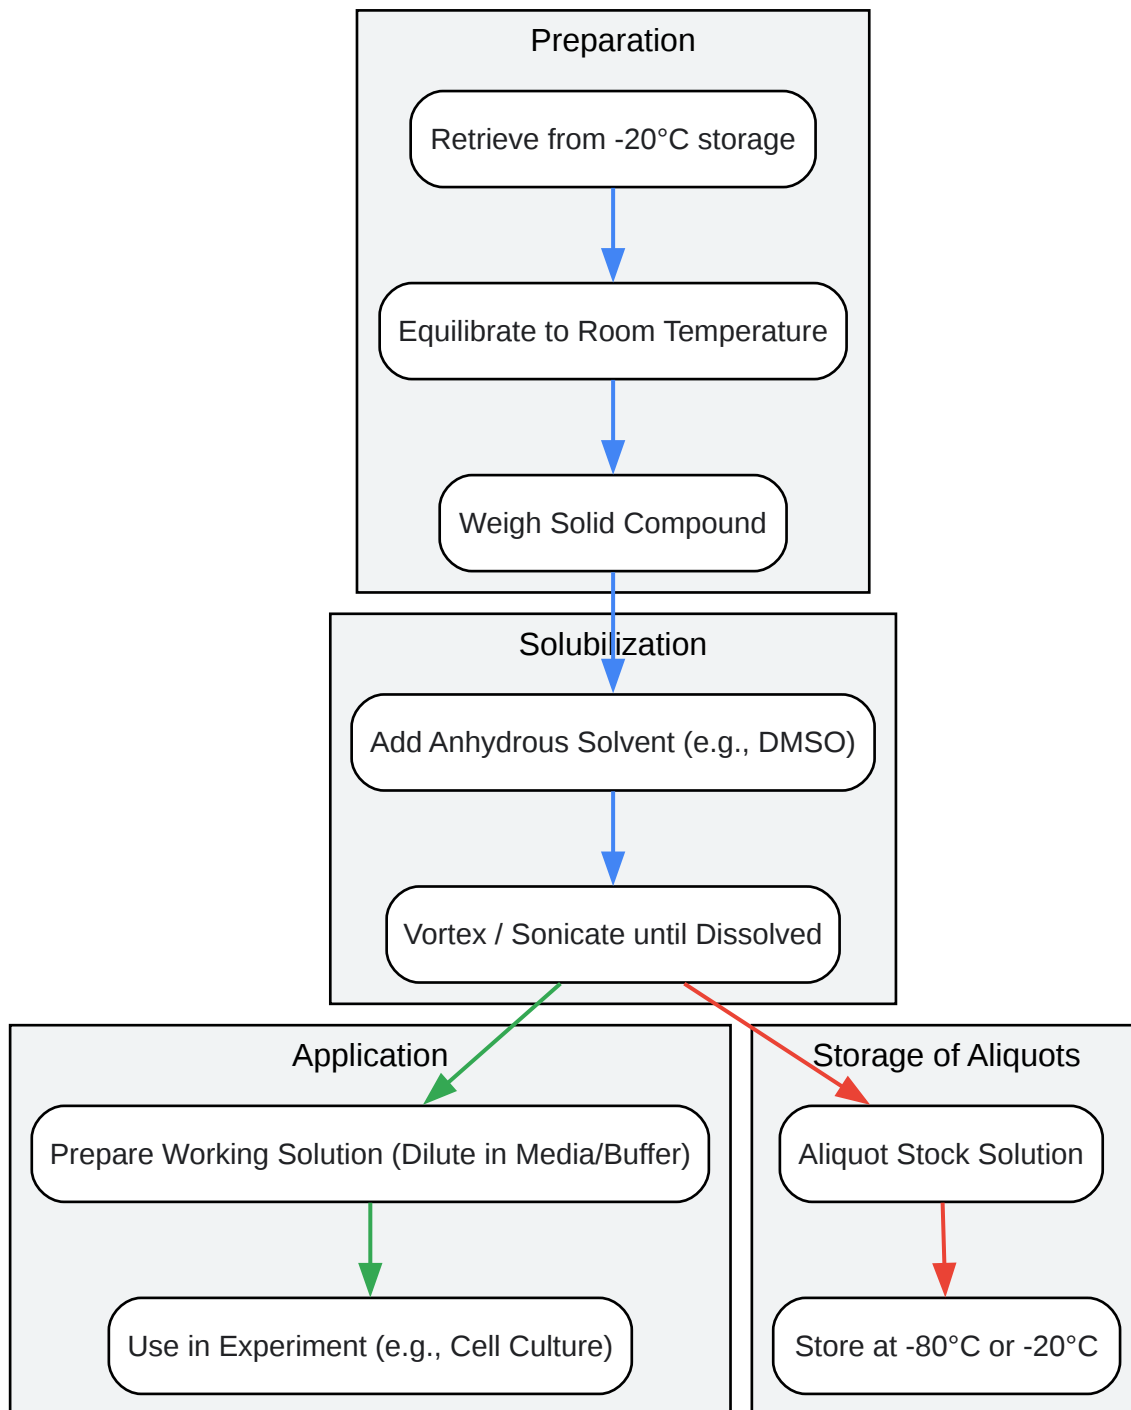 Preparation
Retrieve from -20°C storage
Equilibrate to Room Temperature
Weigh Solid Compound
Solubilization
Add Anhydrous Solvent (e.g., DMSO)
Vortex / Sonicate until Dissolved
Application
Prepare Working Solution (Dilute in Media/Buffer)
Use in Experiment (e.g., Cell Culture)
Storage of Aliquots
Aliquot Stock Solution
Store at -80°C or -20°C